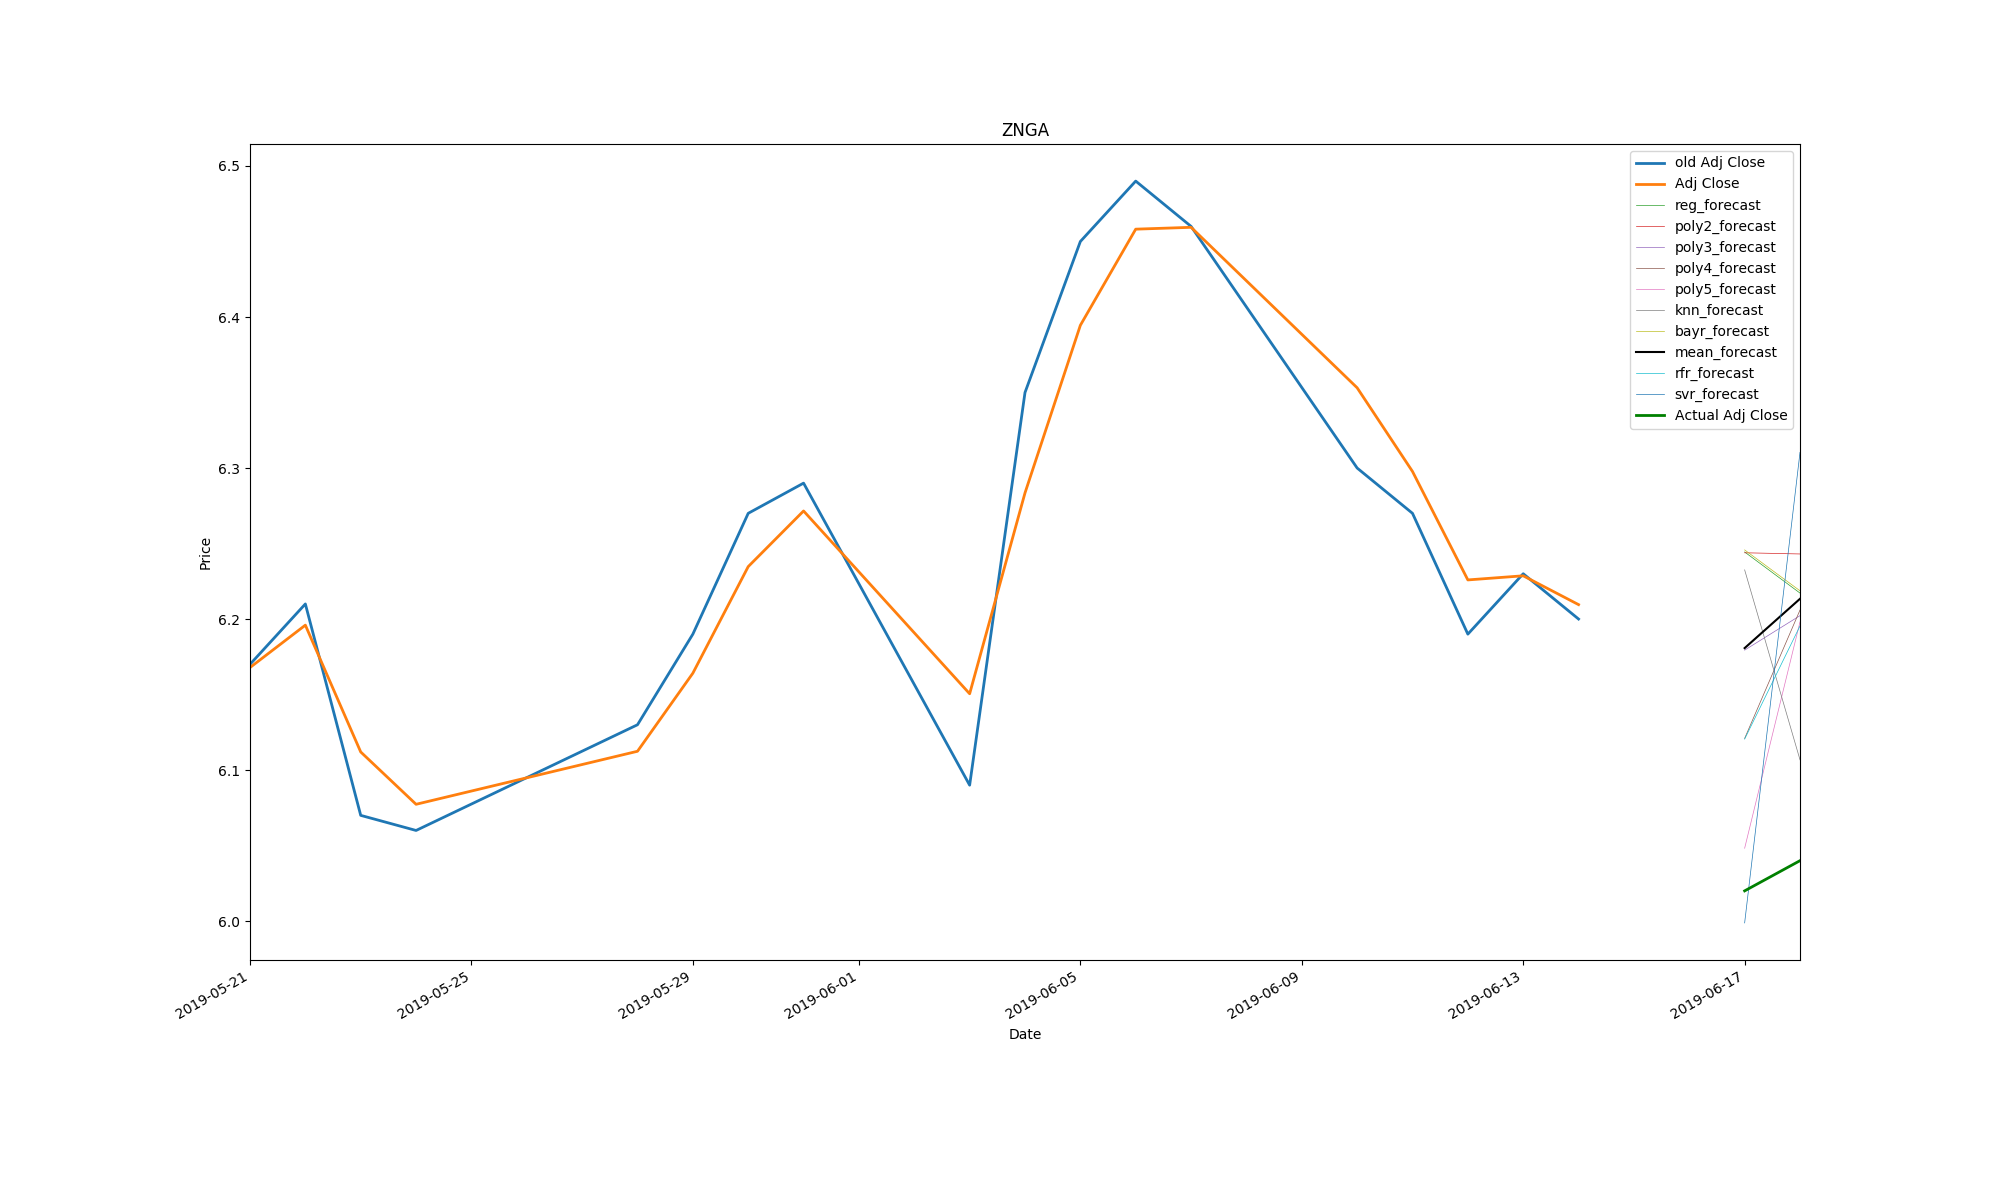 ZNGA
6.5
6.4
6.3
6.2
6.1
6.0
Price
old Adj Close
Adj Close
reg_forecast
poly2_forecast
poly3_forecast
poly4_forecast
poly5_forecast
knn_forecast
bayr_forecast
mean_forecast
rfr_forecast
svr_forecast
Actual Adj Close
2019-05-21
2019-05-25
2019-05-29
2019-06-01
2019-06-05
2019-06-09
2019-06-13
2019-06-17
Date